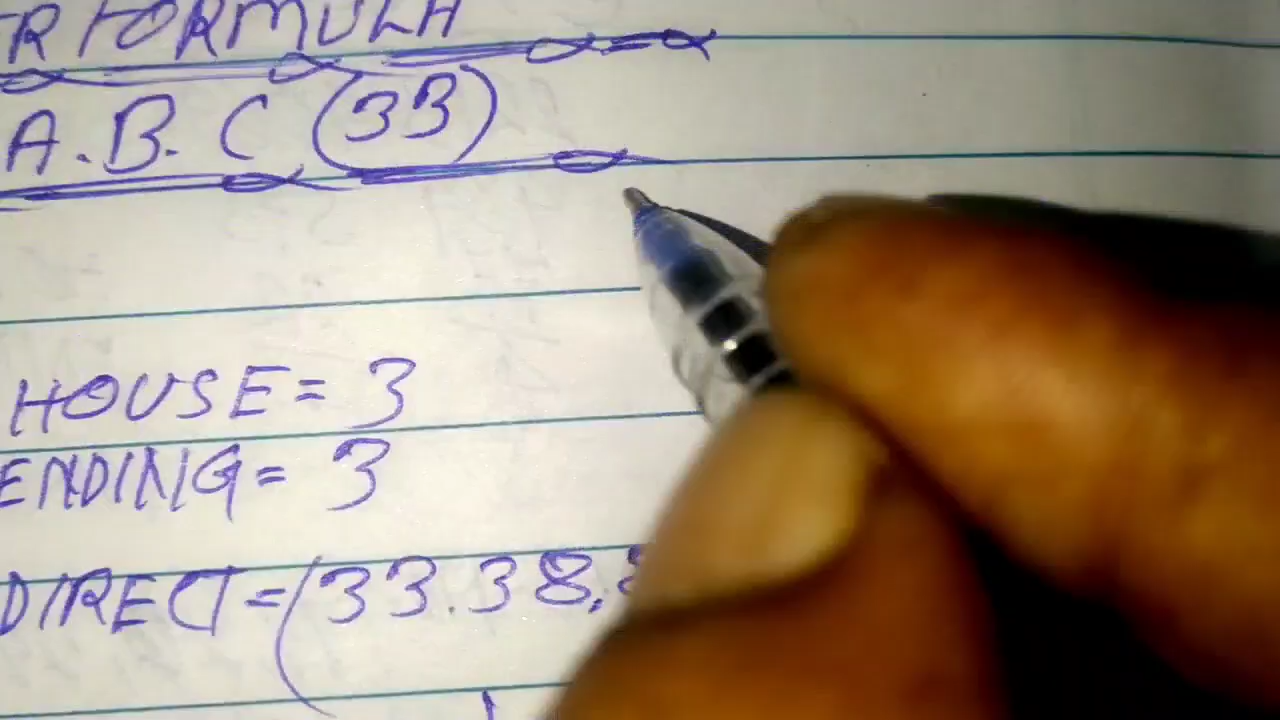 R FORMULA
A.B. C (33)
HOUSE= 3
ENDING= 3
DIRECT=(33.38,